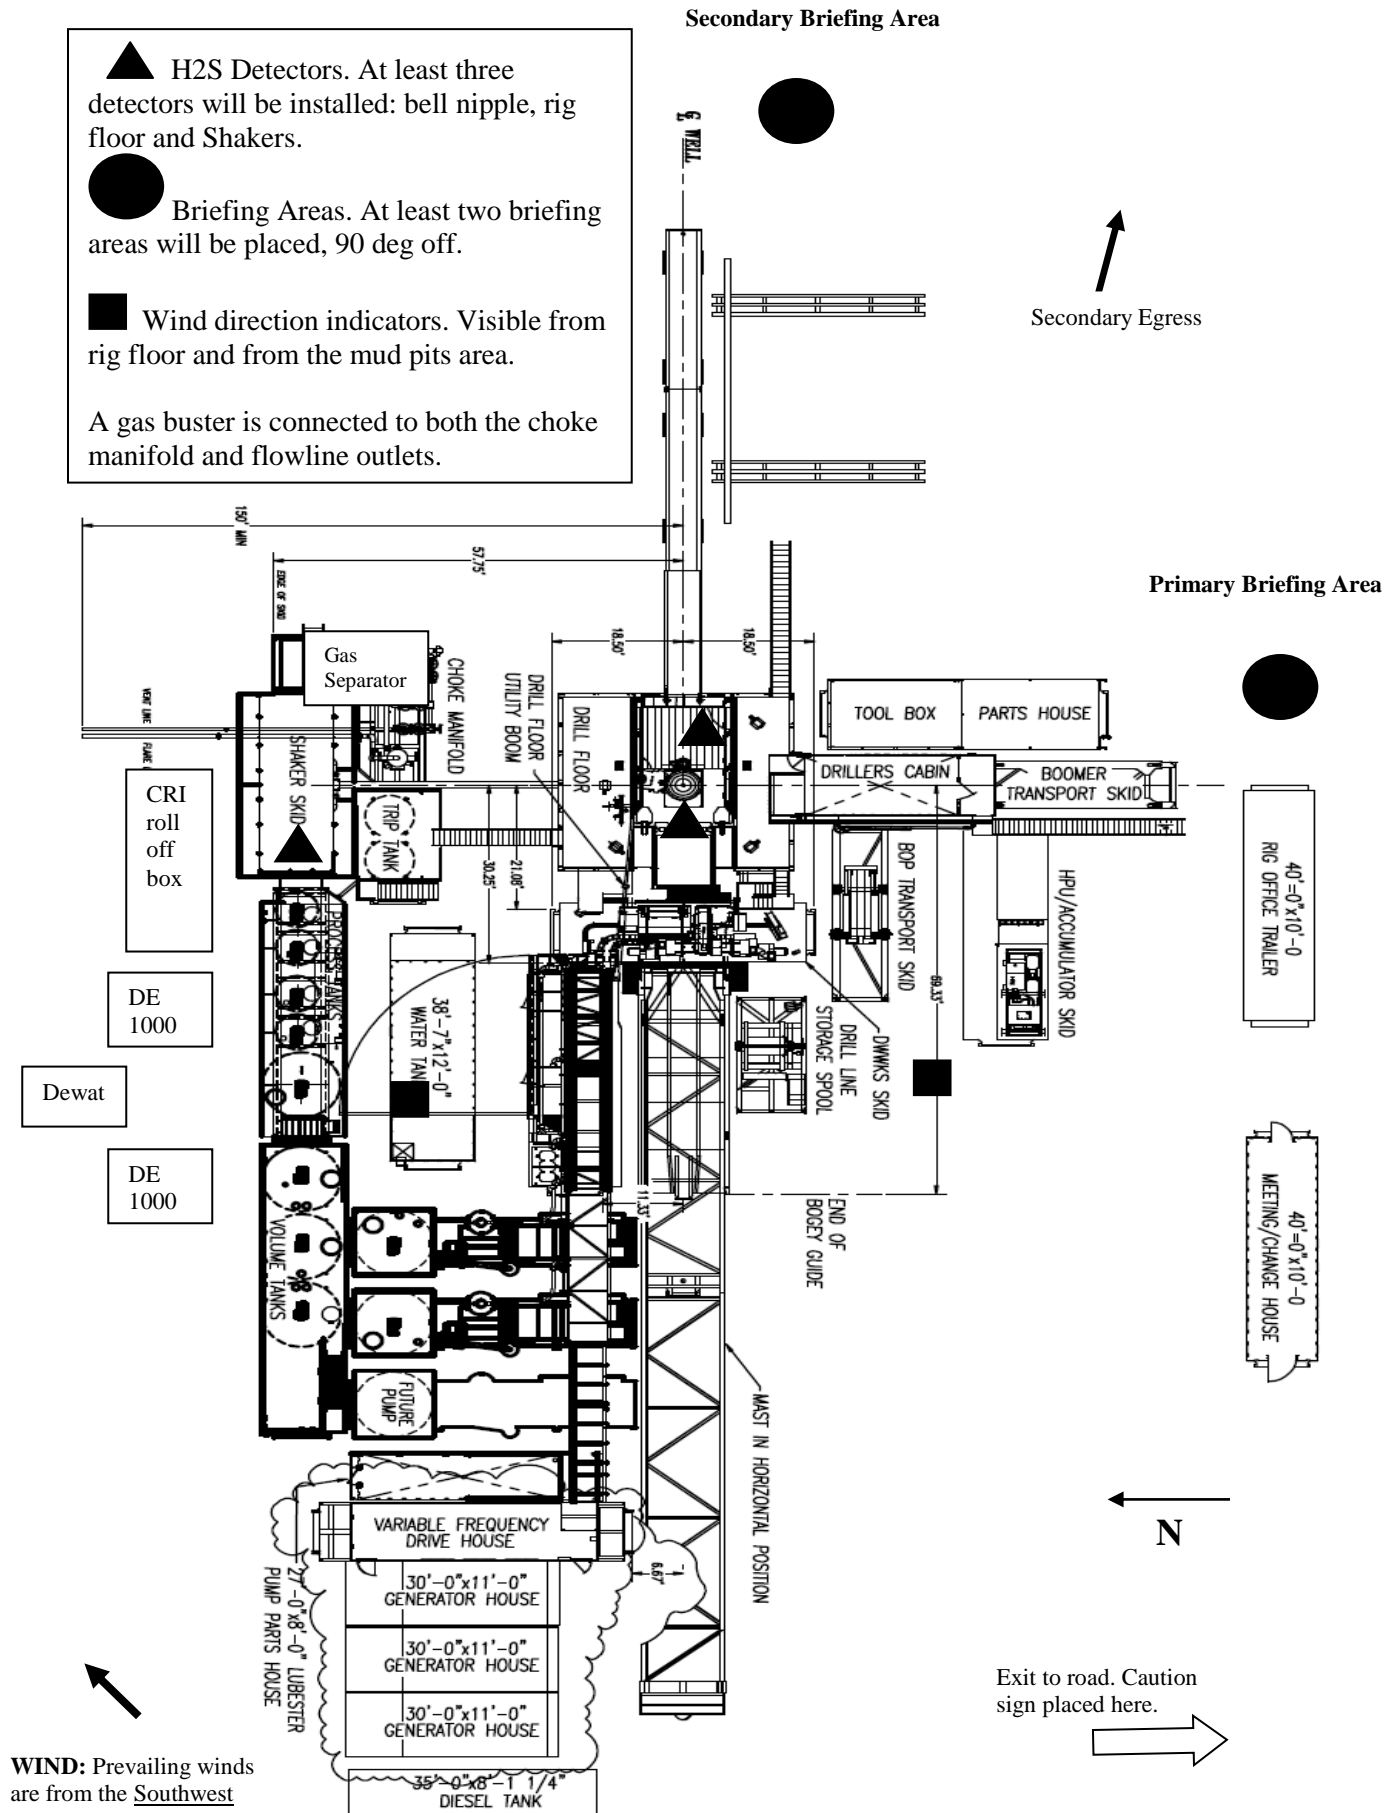 Secondary Briefing Area
H2S Detectors. At least three
detectors will be installed: bell nipple, rig
floor and Shakers.
Briefing Areas. At least two briefing
areas will be placed, 90 deg off.
Wind direction indicators. Visible from
rig floor and from the mud pits area.
A gas buster is connected to both the choke
manifold and flowline outlets.
WELL
Secondary Egress
150' MIN
57.75'
EDGE OF SKID
Primary Briefing Area
18.50'
18.50'
Gas
Separator
CHOKE MANIFOLD
DRILL FLOOR
UTILITY BOOM
DRILL FLOOR
TOOL BOX
PARTS HOUSE
VENT LINE
SHAKER SKID
DRILLERS CABIN
BOOMER
TRANSPORT SKID
CRI
roll
off
box
TRIP TANK
30.25'
21.08'
BOP TRANSPORT SKID
HPU/ACCUMULATOR SKID
40'=0"x10'-0
RIG OFFICE TRAILER
PROCESS TANKS
DE
1000
38'-7"x12'-0"
WATER TANK
69.33'
DRILL LINE
STORAGE SPOOL
DWWKS SKID
Dewat
DE
1000
VOLUME TANKS
11.33'
END OF
BOGEY GUIDE
40'=0"x10'-0
MEETING/CHANGE HOUSE
FUTURE
PUMP
MAST IN HORIZONTAL POSITION
N
VARIABLE FREQUENCY
DRIVE HOUSE
6.67'
27'-0"x8'-0" LUBESTER
PUMP PARTS HOUSE
30'-0"x11'-0"
GENERATOR HOUSE
30'-0"x11'-0"
GENERATOR HOUSE
30'-0"x11'-0"
GENERATOR HOUSE
Exit to road. Caution
sign placed here.
WIND: Prevailing winds
are from the Southwest
35'-0"x8'-1 1/4"
DIESEL TANK